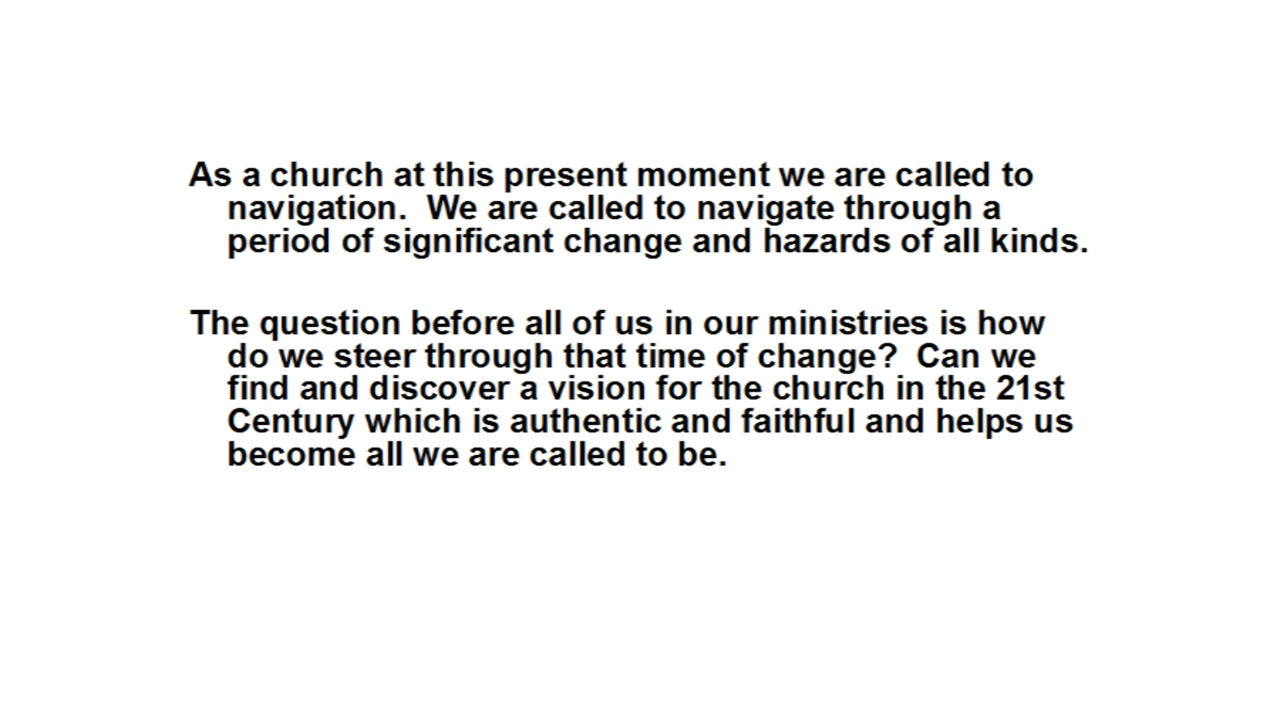 As a church at this present moment we are called to
navigation.  We are called to navigate through a
period of significant change and hazards of all kinds.
The question before all of us in our ministries is how
do we steer through that time of change?  Can we
find and discover a vision for the church in the 21st
Century which is authentic and faithful and helps us
become all we are called to be.